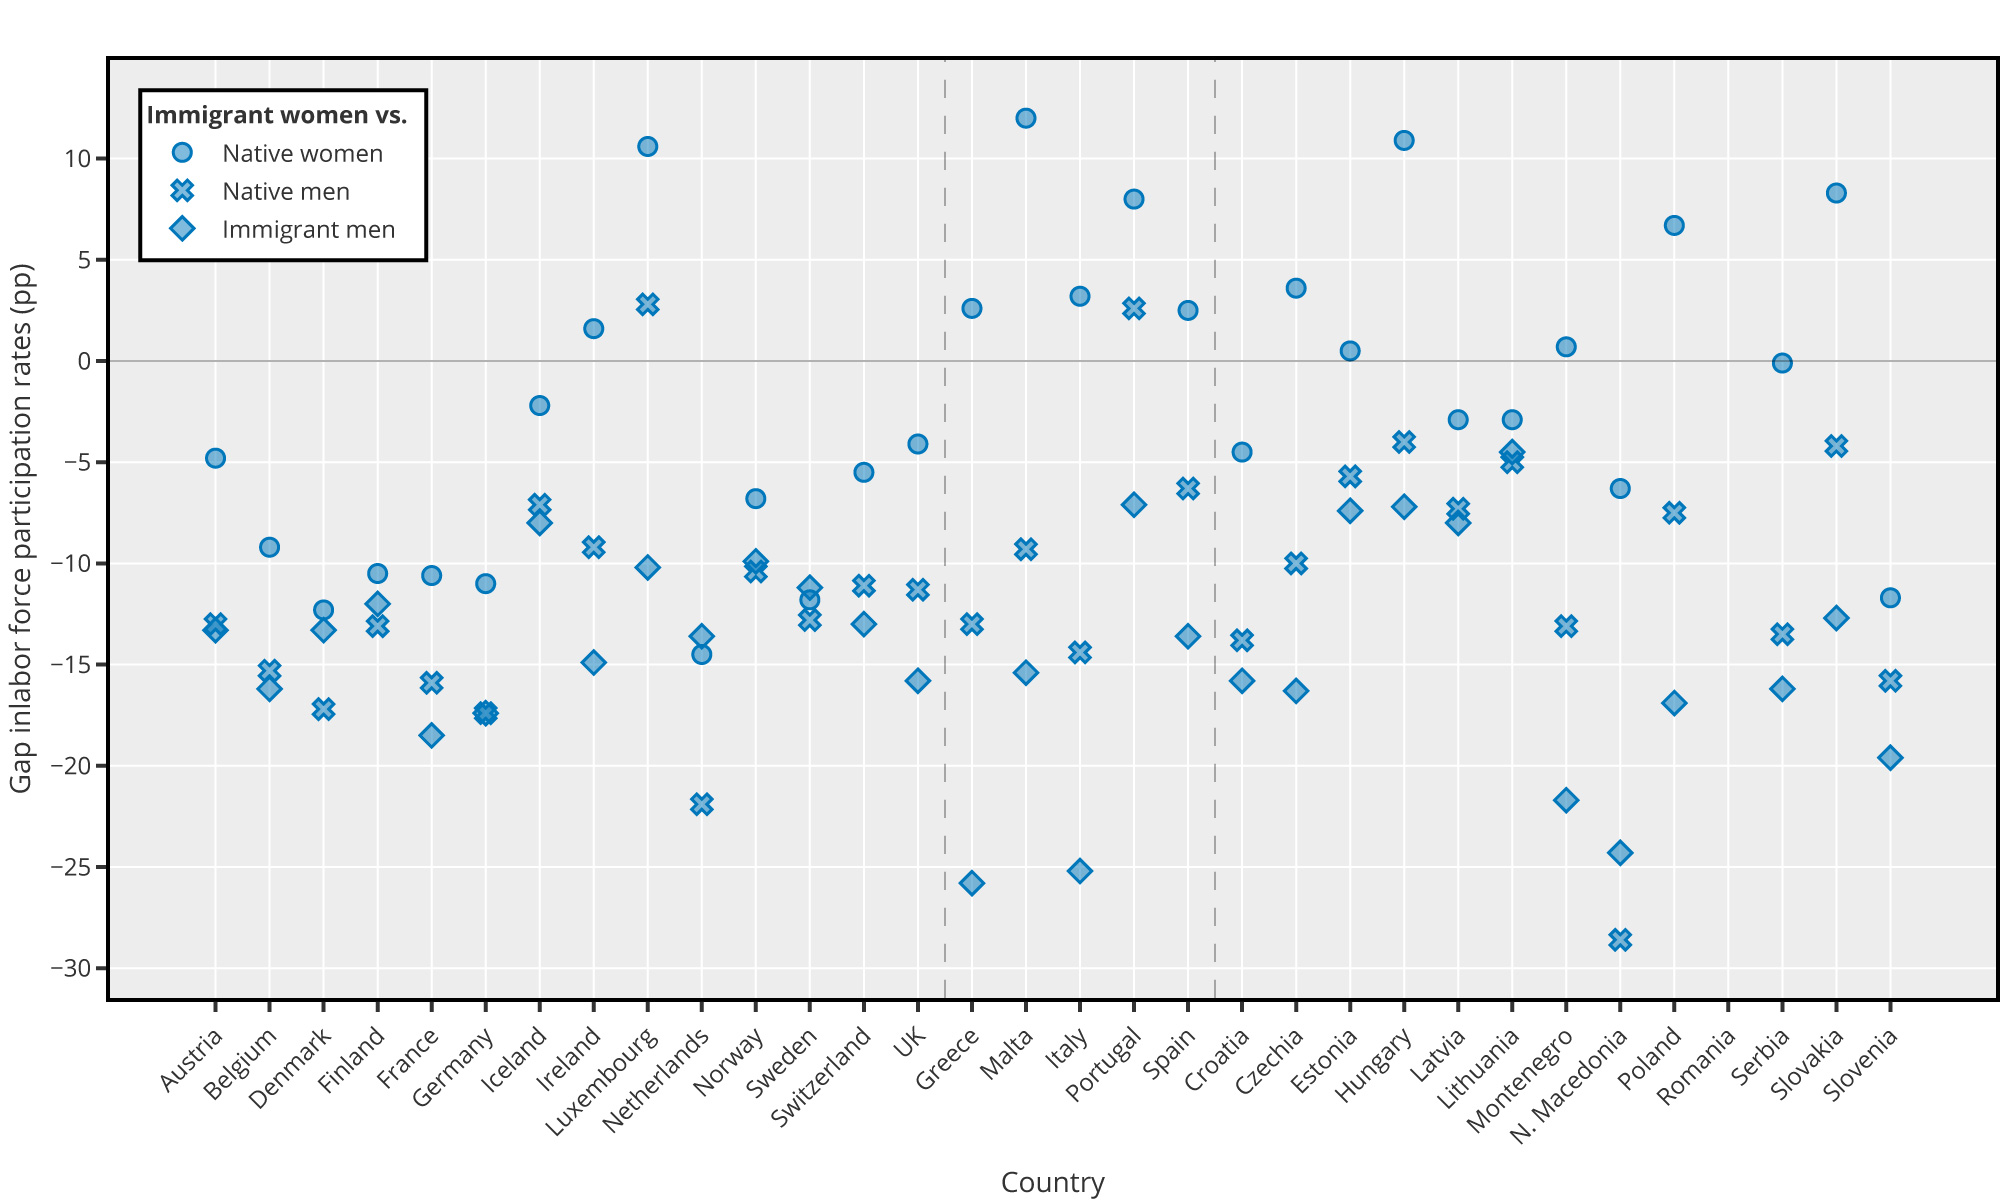 Immigrant women vs.
Native women
Native men
Immigrant men
10
5
0
−5
−10
−15
−20
−25
−30
Gap inlabor force participation rates (pp)
Austria
Belgium
Denmark
Finland
France
Germany
Iceland
Ireland
Luxembourg
Netherlands
Norway
Sweden
Switzerland
UK
Greece
Malta
Italy
Portugal
Spain
Croatia
Czechia
Estonia
Hungary
Latvia
Lithuania
Montenegro
N. Macedonia
Poland
Romania
Serbia
Slovakia
Slovenia
Country